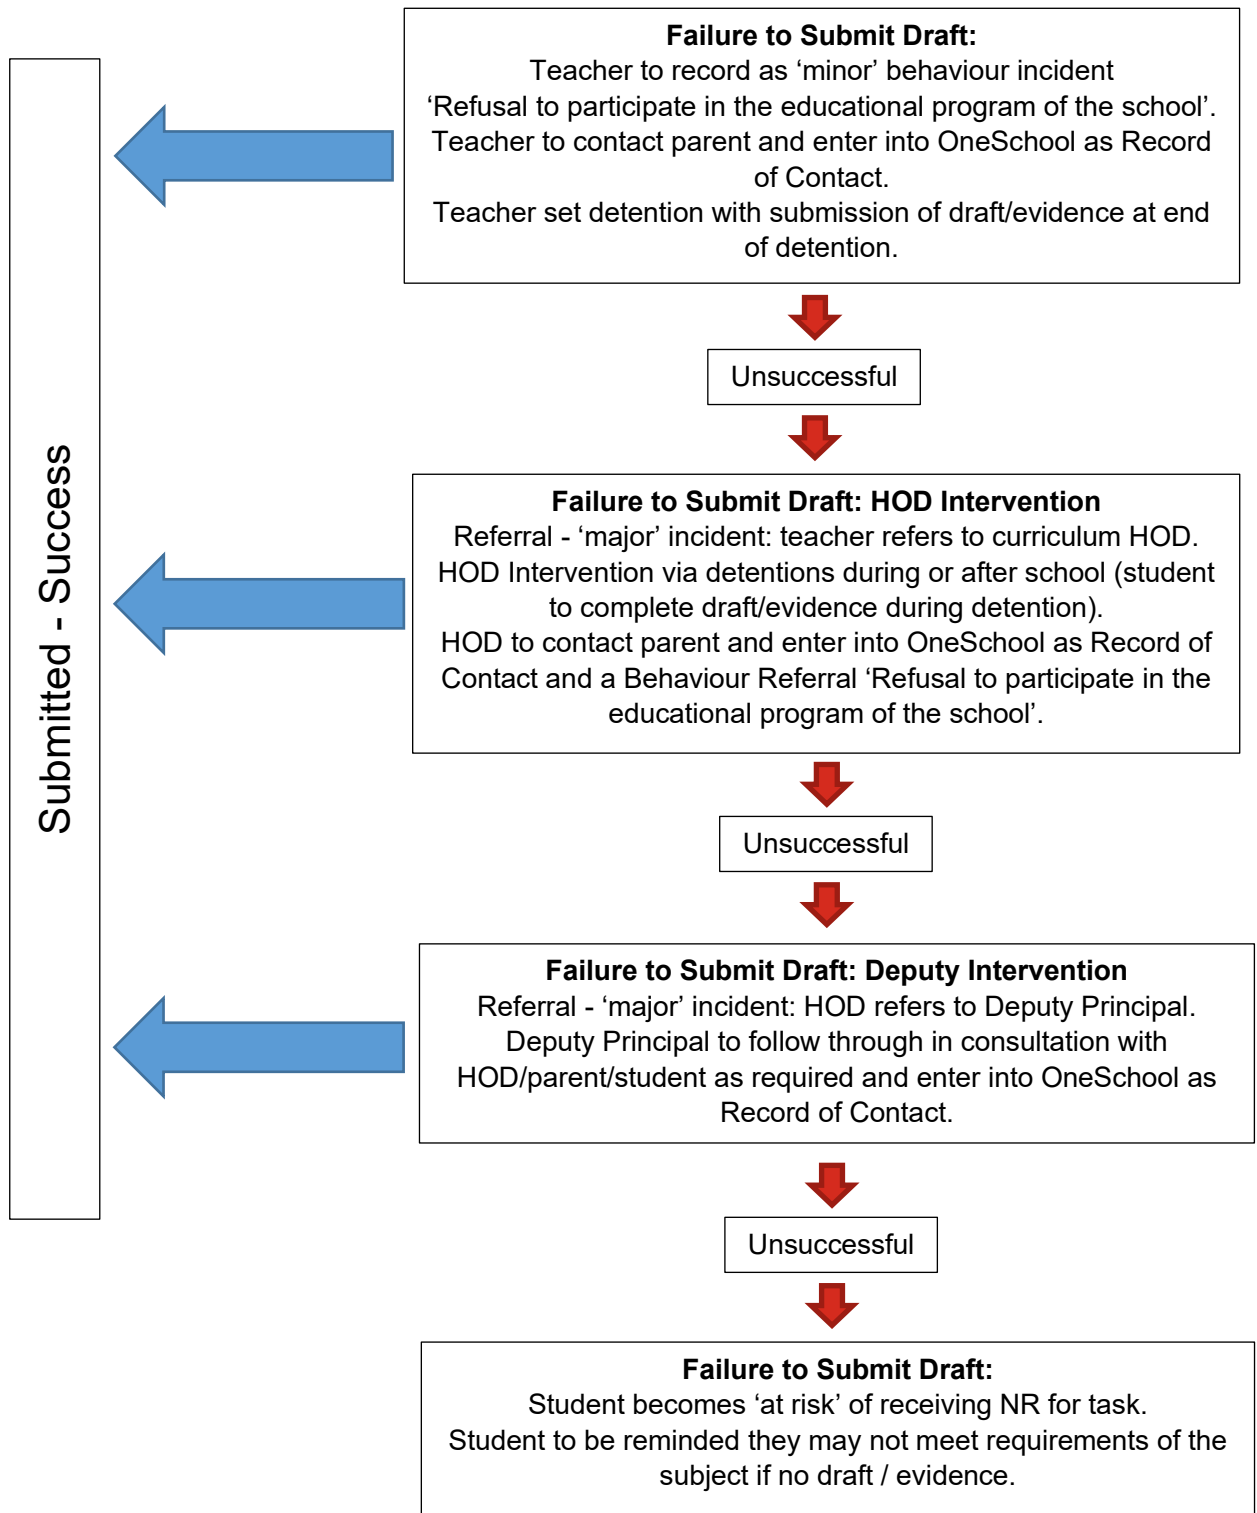 Failure to Submit Draft:
Teacher to record as ‘minor’ behaviour incident
‘Refusal to participate in the educational program of the school’.
Teacher to contact parent and enter into OneSchool as Record
of Contact.
Teacher set detention with submission of draft/evidence at end
of detention.
Unsuccessful
Submitted - Success
Failure to Submit Draft: HOD Intervention
Referral - ‘major’ incident: teacher refers to curriculum HOD.
HOD Intervention via detentions during or after school (student
to complete draft/evidence during detention).
HOD to contact parent and enter into OneSchool as Record of
Contact and a Behaviour Referral ‘Refusal to participate in the
educational program of the school’.
Unsuccessful
Failure to Submit Draft: Deputy Intervention
Referral - ‘major’ incident: HOD refers to Deputy Principal.
Deputy Principal to follow through in consultation with
HOD/parent/student as required and enter into OneSchool as
Record of Contact.
Unsuccessful
Failure to Submit Draft:
Student becomes ‘at risk’ of receiving NR for task.
Student to be reminded they may not meet requirements of the
subject if no draft / evidence.